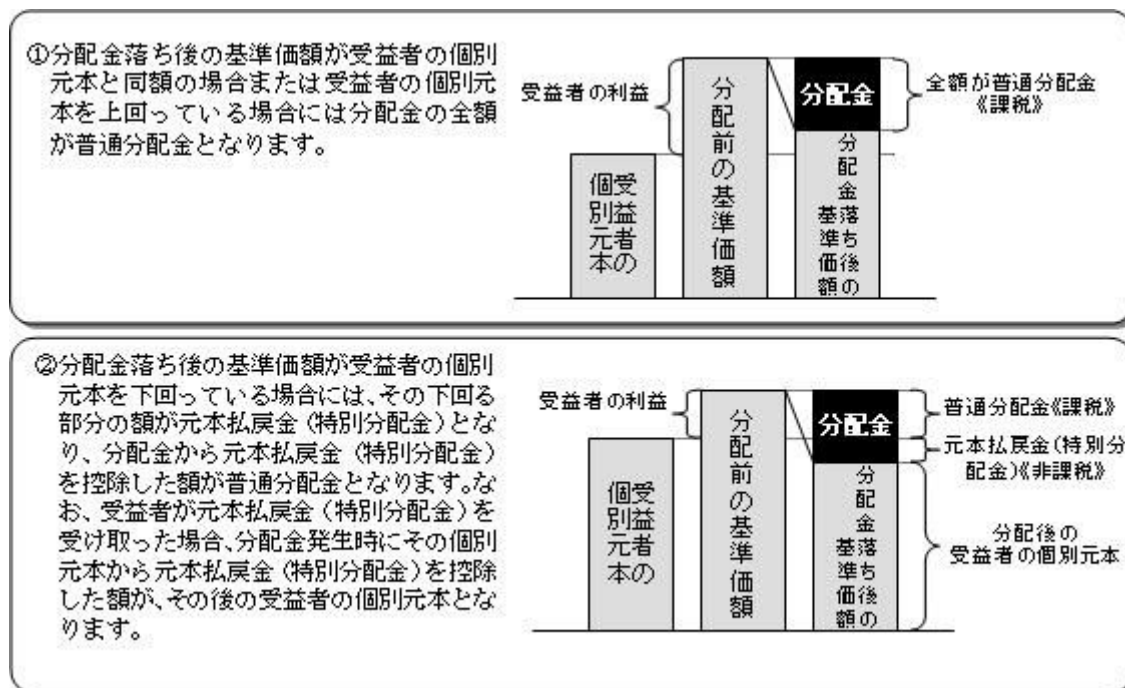 ①分配金落ち後の基準価額が受益者の個別
元本と同額の場合または受益者の個別元
本を上回っている場合には分配金の全額
が普通分配金となります。
受益者の利益
受益者の
個別元本
分配前の基準価額
分配金
分配金落ち後の
基準価額
全額が普通分配金
《課税》
②分配金落ち後の基準価額が受益者の個別
元本を下回っている場合には、その下回る
部分の額が元本払戻金（特別分配金）とな
り、分配金から元本払戻金（特別分配金）
を控除した額が普通分配金となります。な
お、受益者が元本払戻金（特別分配金）を
受け取った場合、分配金発生時にその個別
元本から元本払戻金（特別分配金）を控除
した額が、その後の受益者の個別元本とな
ります。
受益者の利益
受益者の
個別元本
分配前の基準価額
分配金
分配金落ち後の
基準価額
普通分配金《課税》
元本払戻金（特別分
配金）《非課税》
分配後の
受益者の個別元本